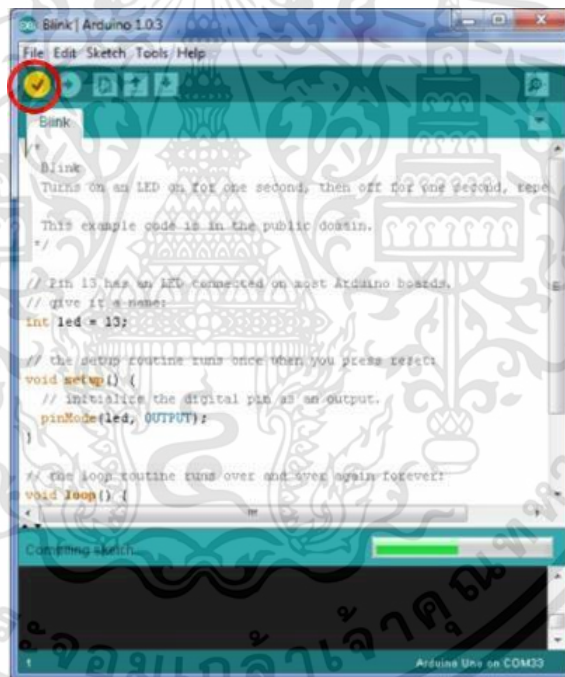 Blink | Arduino 1.0.3
File Edit Sketch Tools Help
Blink
/*
Blink
Turns on an LED on for one second, then off for one second, repe
This example code is in the public domain.
*/
// Pin 13 has an LED connected on most Arduino boards.
// give it a name:
int led = 13;
// the setup routine runs once when you press reset:
void setup() {
// initialize the digital pin as an output.
pinMode(led, OUTPUT);
}
// the loop routine runs over and over again forever:
void loop() {
Compiling sketch...
1
Arduino Uno on COM33